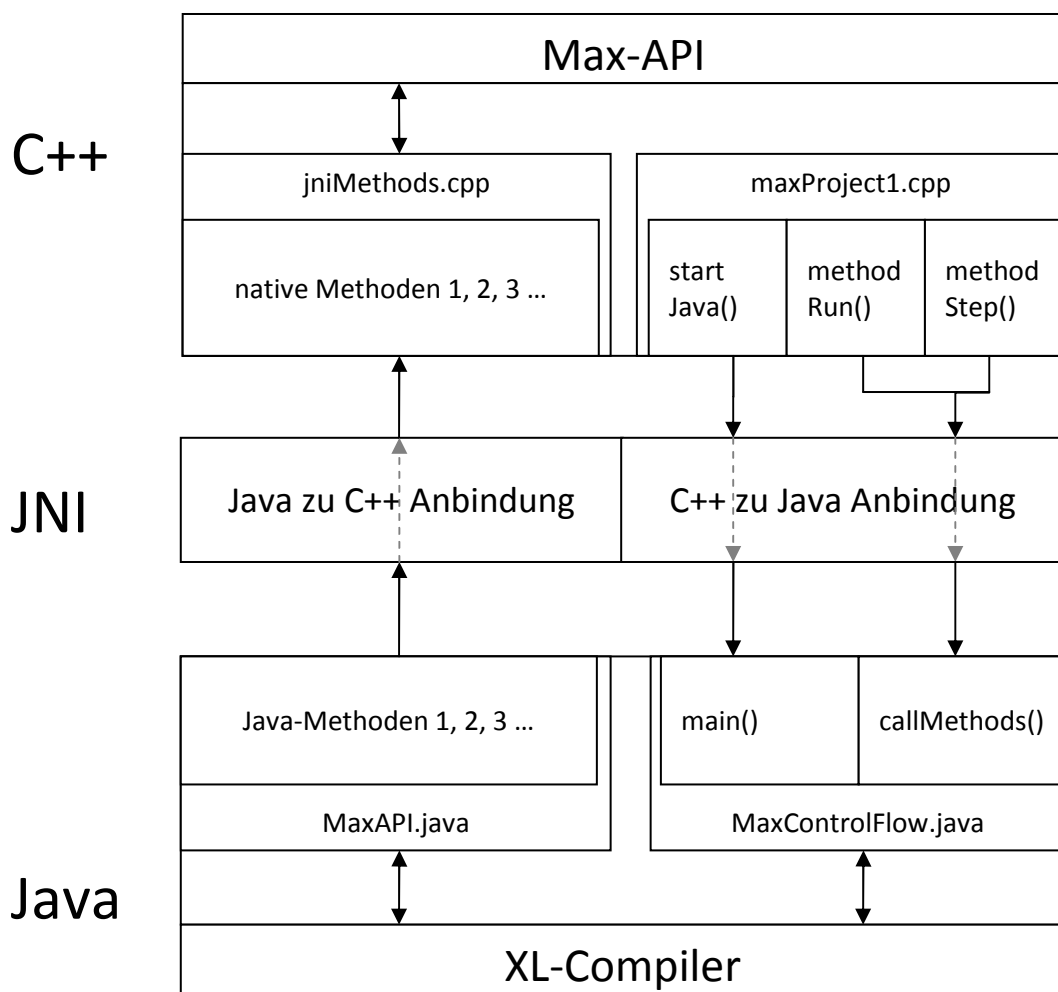 Max-API
C++
jniMethods.cpp
maxProject1.cpp
native Methoden 1, 2, 3 ...
start
Java()
method
Run()
method
Step()
JNI
Java zu C++ Anbindung
C++ zu Java Anbindung
Java-Methoden 1, 2, 3 ...
main()
callMethods()
MaxAPI.java
MaxControlFlow.java
Java
XL-Compiler